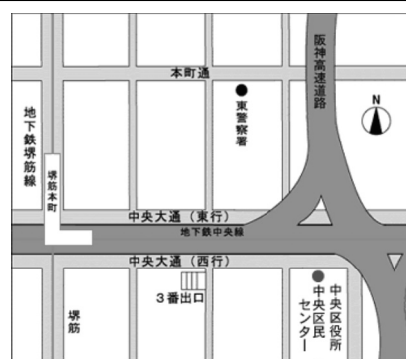 本町通
阪神高速道路
N
東警察署
地下鉄堺筋線
堺筋本町
中央大通（東行）
地下鉄中央線
中央大通（西行）
3番出口
堺筋
中央区役所
中央区民
センター